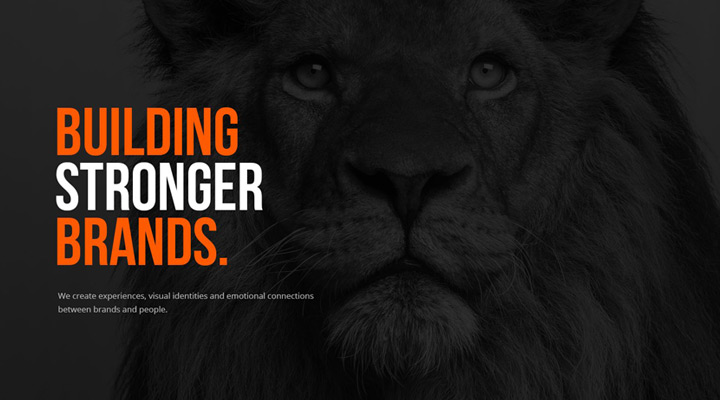 BUILDING
STRONGER
BRANDS.
We create experiences, visual identities and emotional connections
between brands and people.